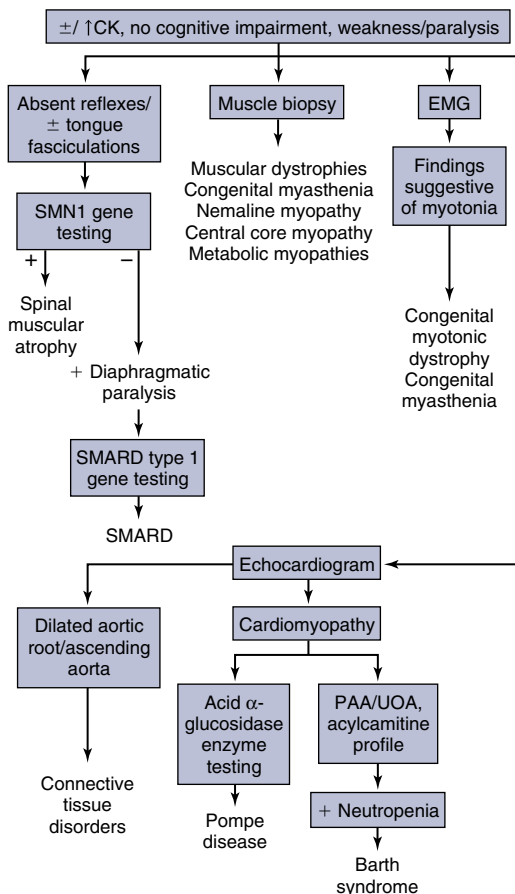 ±/ ↑CK, no cognitive impairment, weakness/paralysis
Absent reflexes/
± tongue
fasciculations
Muscle biopsy
EMG
Muscular dystrophies
Congenital myasthenia
Nemaline myopathy
Central core myopathy
Metabolic myopathies
Findings
suggestive
of myotonia
SMN1 gene
testing
+
−
Spinal
muscular
atrophy
Congenital
myotonic
dystrophy
Congenital
myasthenia
+ Diaphragmatic
paralysis
SMARD type 1
gene testing
SMARD
Echocardiogram
Dilated aortic
root/ascending
aorta
Cardiomyopathy
Acid α-
glucosidase
enzyme
testing
PAA/UOA,
acylcamitine
profile
Connective
tissue
disorders
Pompe
disease
+ Neutropenia
Barth
syndrome